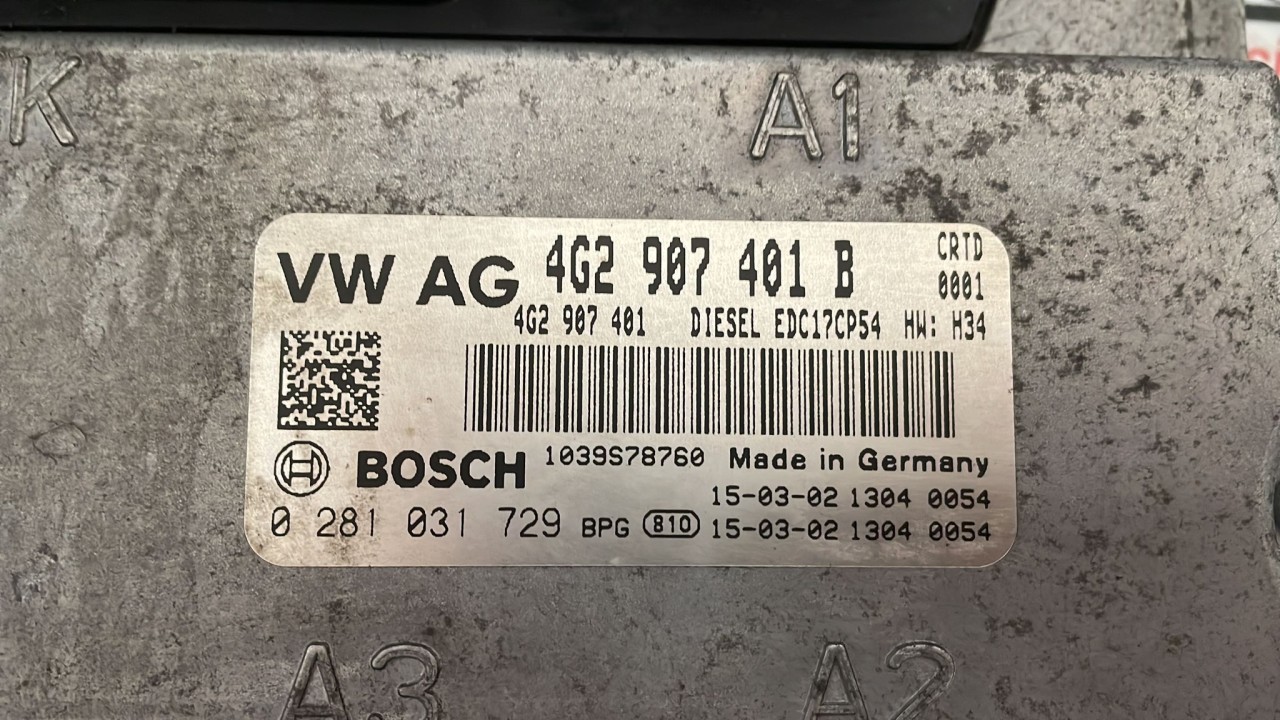 K
A1
VW AG 4G2 907 401 B CRTD
0001
4G2 907 401 DIESEL EDC17CP54 HW: H34
BOSCH 1039S78760 Made in Germany
15-03-02 1304 0054
0 281 031 729 BPG 810 15-03-02 1304 0054
A3 A2